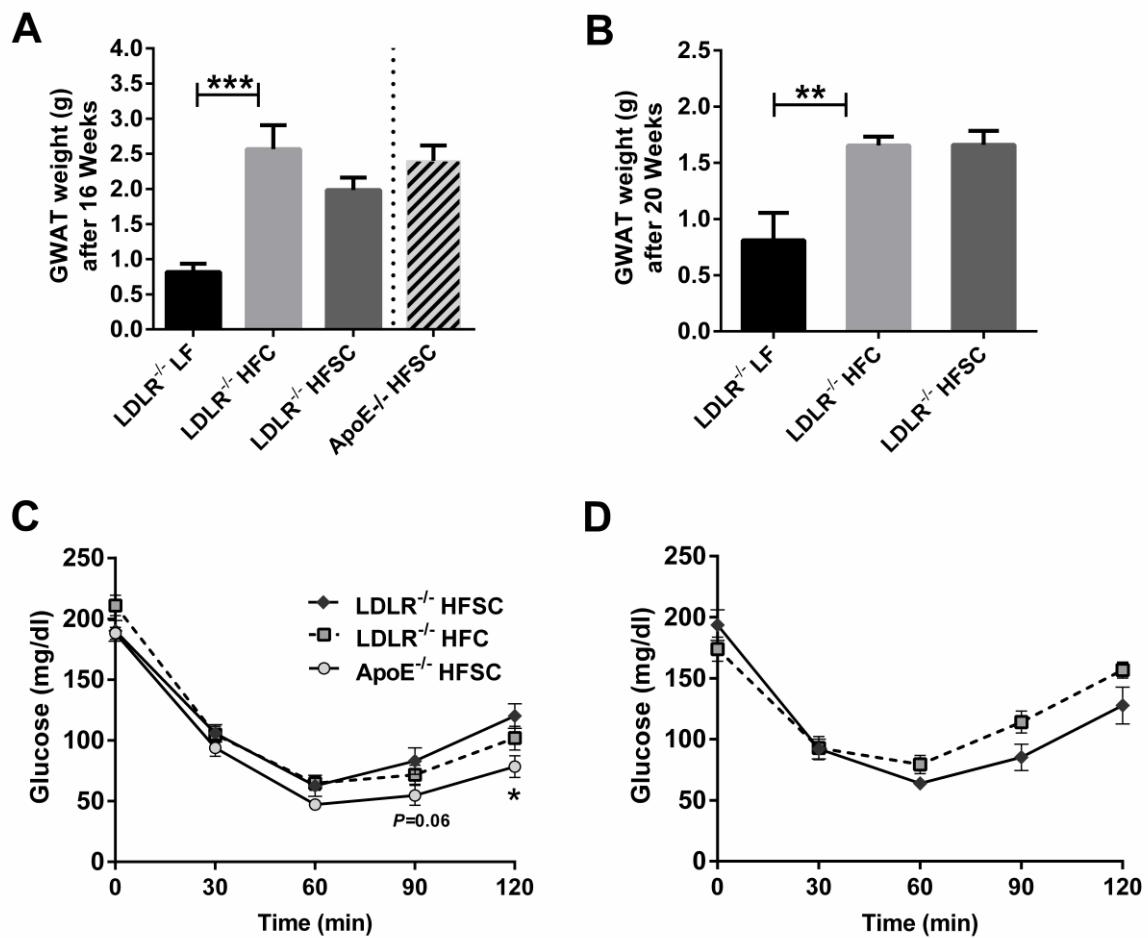 A
GWAT weight (g)
after 16 Weeks
4.0
3.5
3.0
2.5
2.0
1.5
1.0
0.5
0.0
***
LDLR-/- LF
LDLR-/- HFC
LDLR-/- HFSC
ApoE-/- HFSC
B
GWAT weight (g)
after 20 Weeks
2.5
2.0
1.5
1.0
0.5
0.0
**
LDLR-/- LF
LDLR-/- HFC
LDLR-/- HFSC
C
Glucose (mg/dl)
250
200
150
100
50
0
LDLR-/- HFSC
LDLR-/- HFC
ApoE-/- HFSC
P=0.06
*
0 30 60 90 120
Time (min)
D
Glucose (mg/dl)
250
200
150
100
50
0
0 30 60 90 120
Time (min)